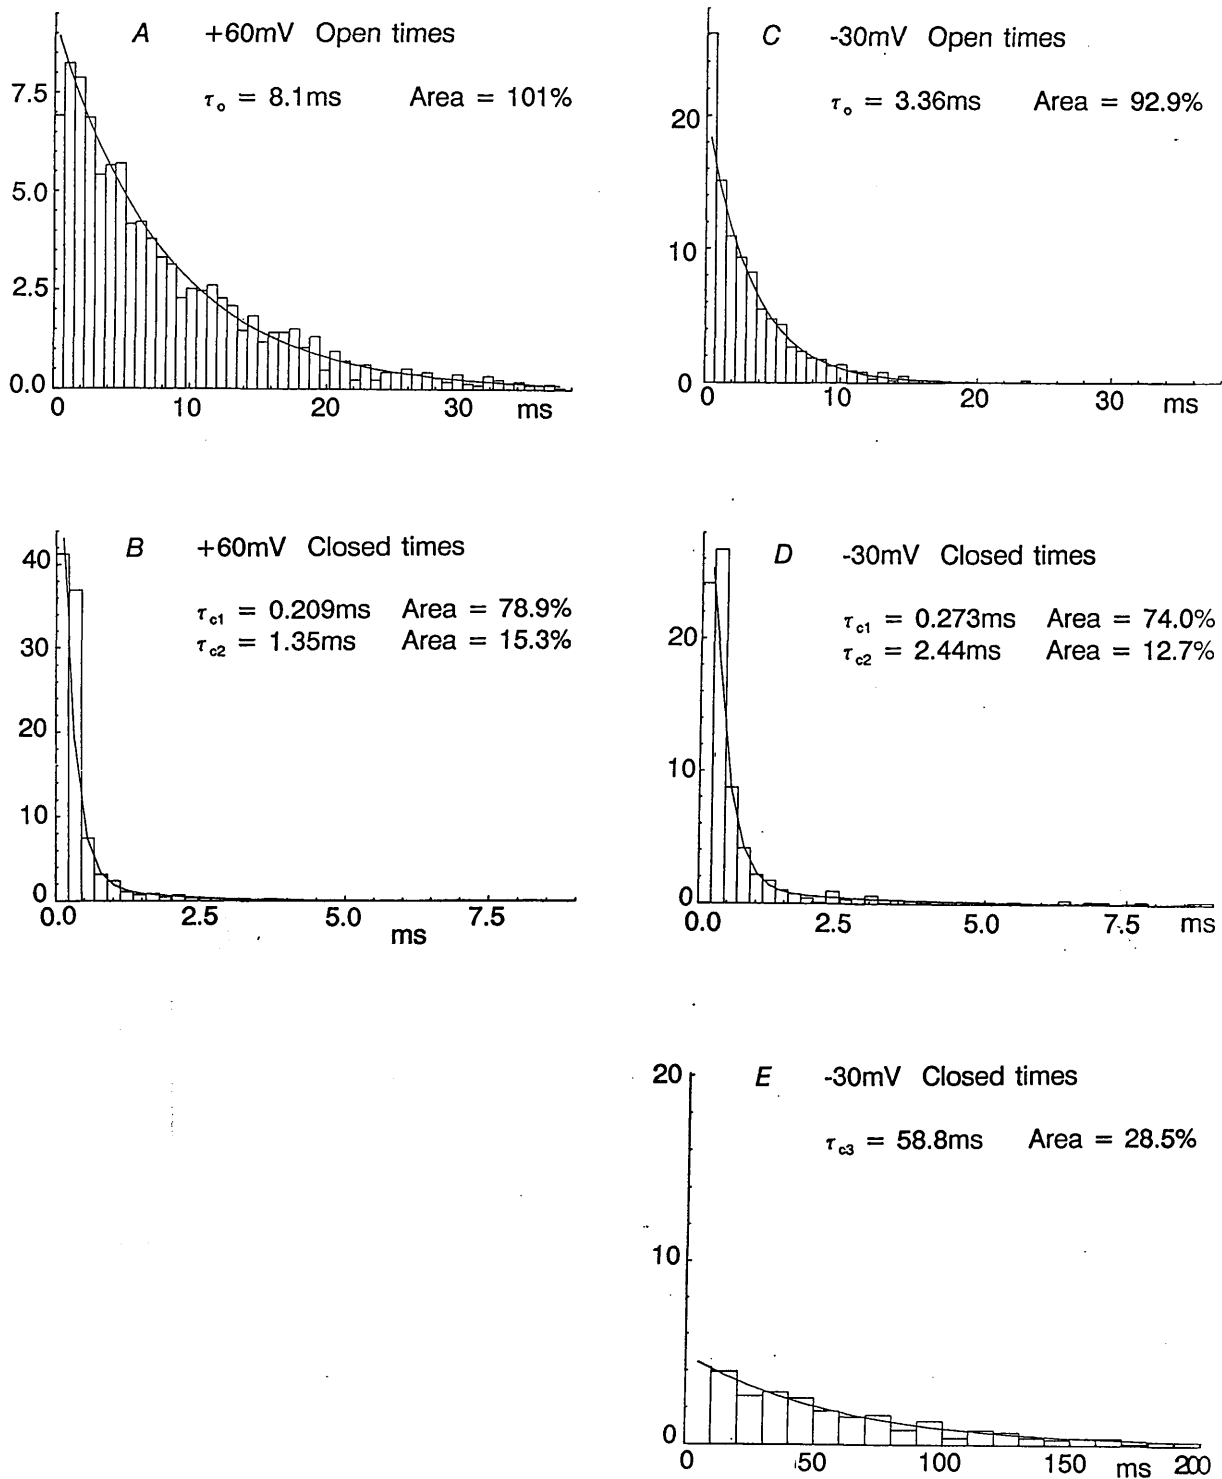 A +60mV Open times
τo = 8.1ms Area = 101%
7.5
5.0
2.5
0.0
0 10 20 30 ms
C -30mV Open times
τo = 3.36ms Area = 92.9%
20
10
0
0 10 20 30 ms
B +60mV Closed times
τc1 = 0.209ms Area = 78.9%
τc2 = 1.35ms Area = 15.3%
40
30
20
10
0
0.0 2.5 5.0 7.5
ms
D -30mV Closed times
τc1 = 0.273ms Area = 74.0%
τc2 = 2.44ms Area = 12.7%
20
10
0
0.0 2.5 5.0 7.5 ms
E -30mV Closed times
τc3 = 58.8ms Area = 28.5%
20
10
0
0 50 100 150 ms 200